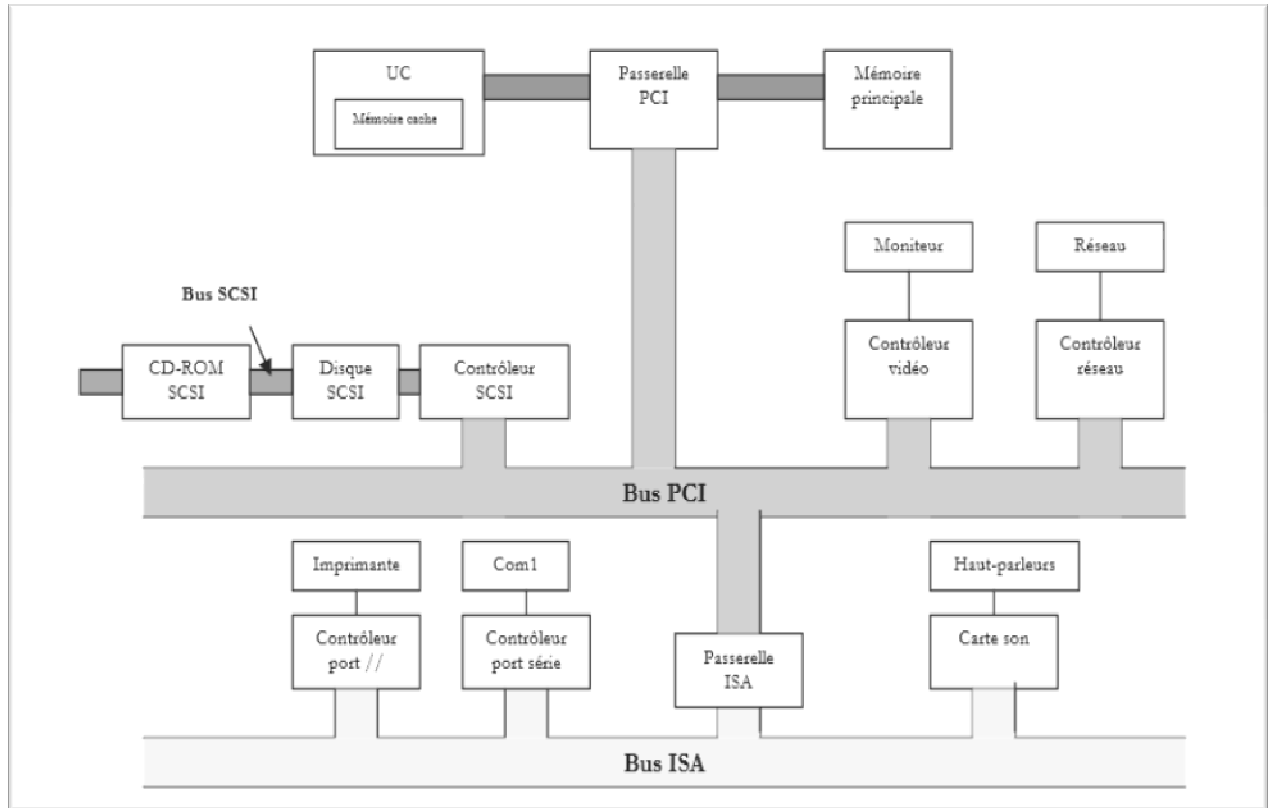 UC
Mémoire cache
Passerelle
PCI
Mémoire
principale
Moniteur
Réseau
Bus SCSI
CD-ROM
SCSI
Disque
SCSI
Contrôleur
SCSI
Contrôleur
vidéo
Contrôleur
réseau
Bus PCI
Imprimante
Com1
Haut-parleurs
Contrôleur
port //
Contrôleur
port série
Passerelle
ISA
Carte son
Bus ISA